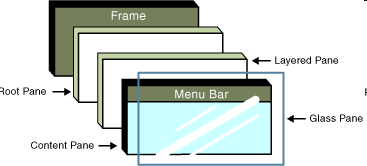 Frame
Layered Pane
Root Pane
Menu Bar
Glass Pane
Content Pane